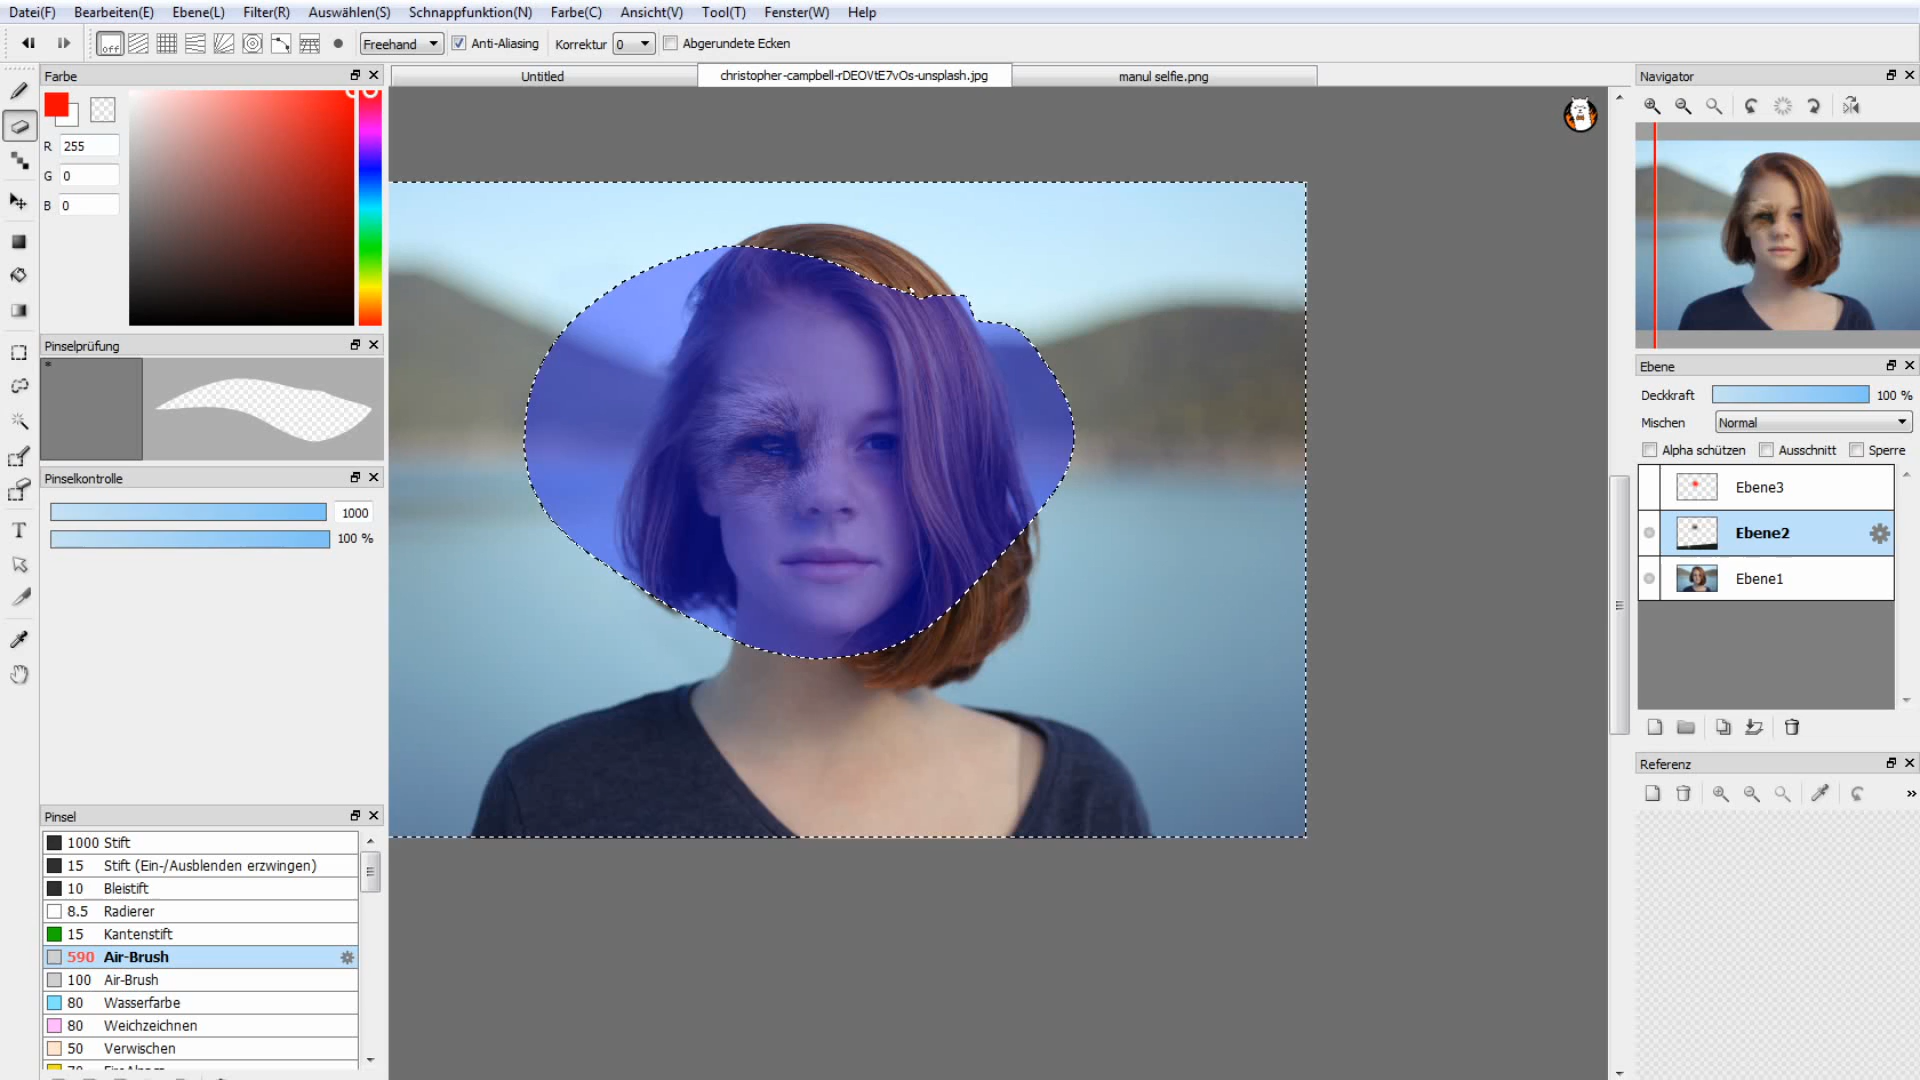 Datei(F) Bearbeiten(E) Ebene(L) Filter(R) Auswählen(S) Schnappfunktion(N) Farbe(C) Ansicht(V) Tool(T) Fenster(W) Help
off Freehand Anti-Aliasing Korrektur 0 Abgerundete Ecken
Farbe
R 255
G 0
B 0
Pinselprüfung
*
Pinselkontrolle
1000
100 %
Pinsel
1000 Stift
15 Stift (Ein-/Ausblenden erzwingen)
10 Bleistift
8.5 Radierer
15 Kantenstift
590 Air-Brush
100 Air-Brush
80 Wasserfarbe
80 Weichzeichnen
50 Verwischen
Untitled christopher-campbell-rDEOVtE7vOs-unsplash.jpg manul selfie.png
T
Navigator
Ebene
Deckkraft 100 %
Mischen Normal
Alpha schützen Ausschnitt Sperre
Ebene3
Ebene2
Ebene1
Referenz
»